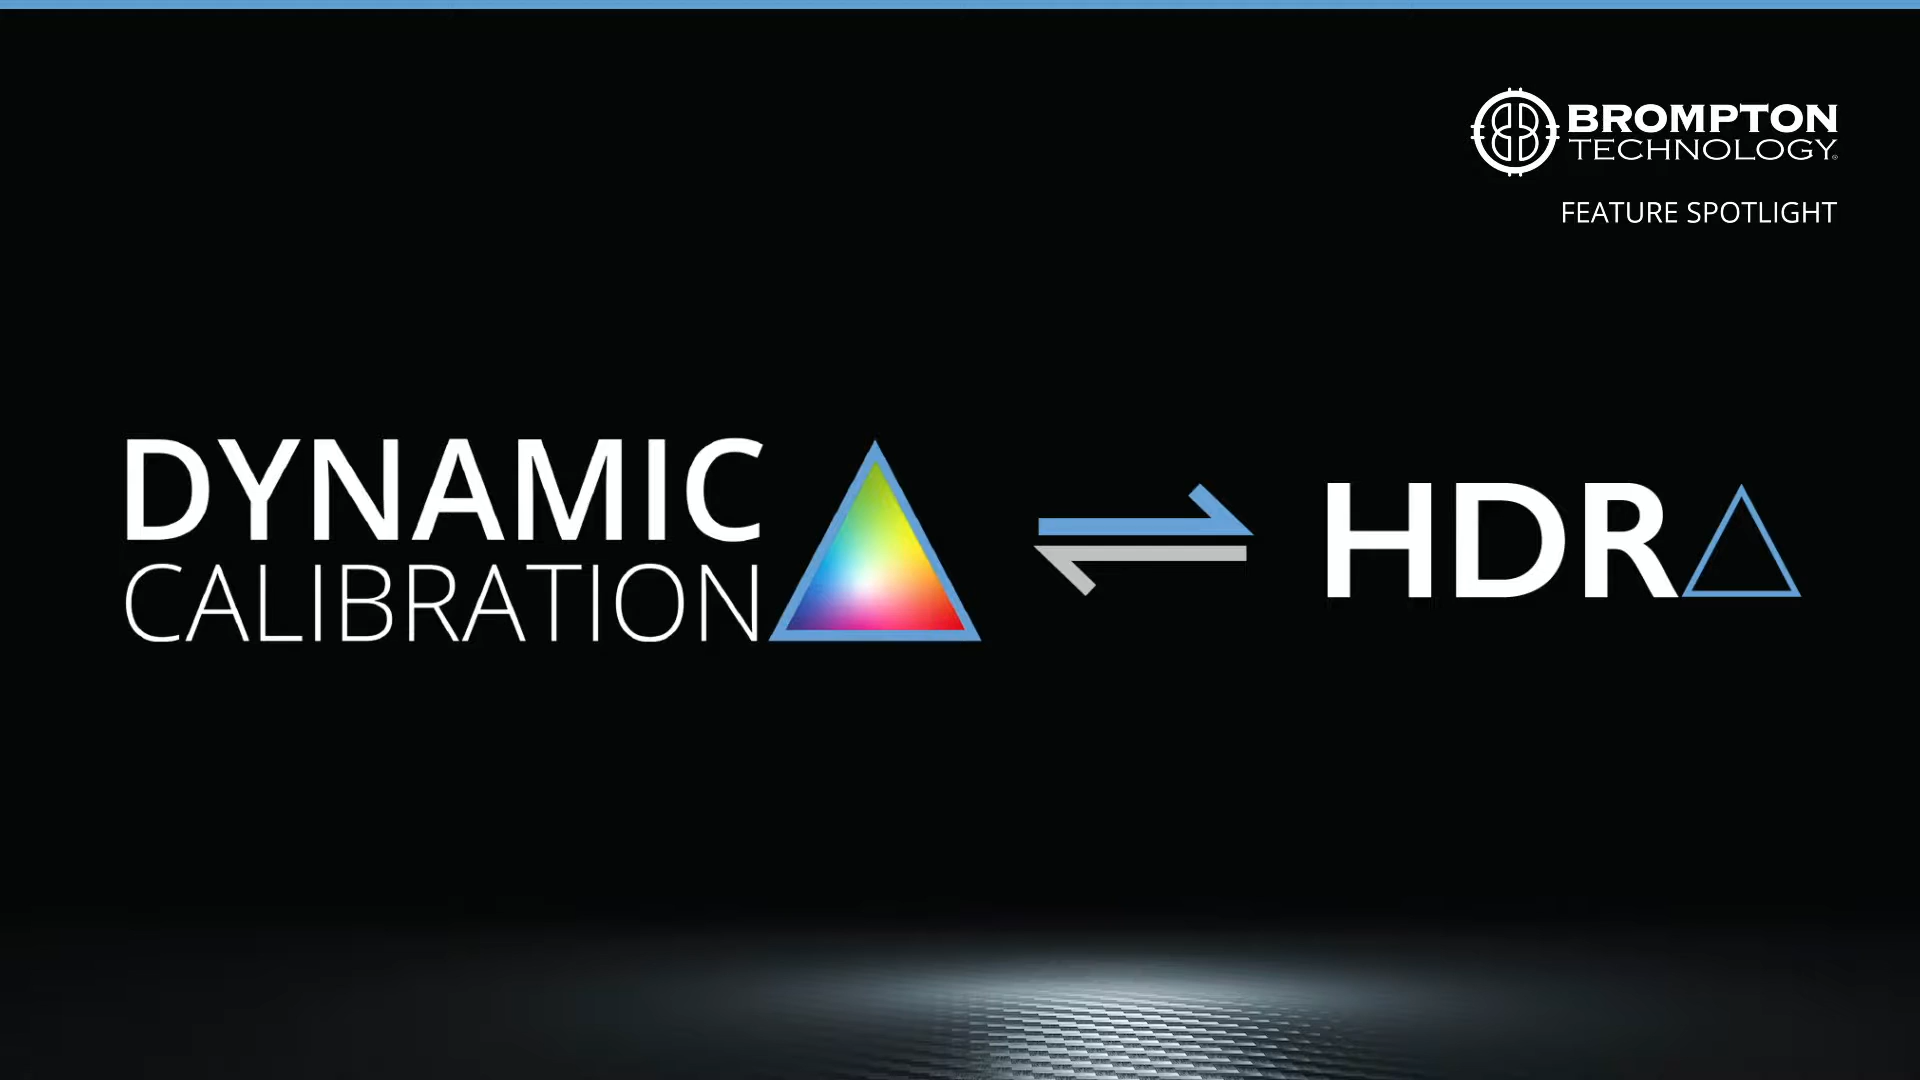 BROMPTON
TECHNOLOGY
FEATURE SPOTLIGHT
DYNAMIC
CALIBRATION
HDR